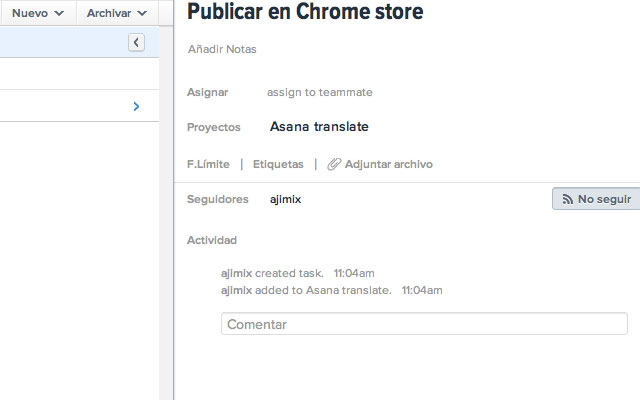 Nuevo Archivar
Publicar en Chrome store
Añadir Notas
Asignar assign to teammate
Proyectos Asana translate
F.Límite | Etiquetas | Adjuntar archivo
Seguidores ajimix No seguir
Actividad
ajimix created task. 11:04am
ajimix added to Asana translate. 11:04am
Comentar